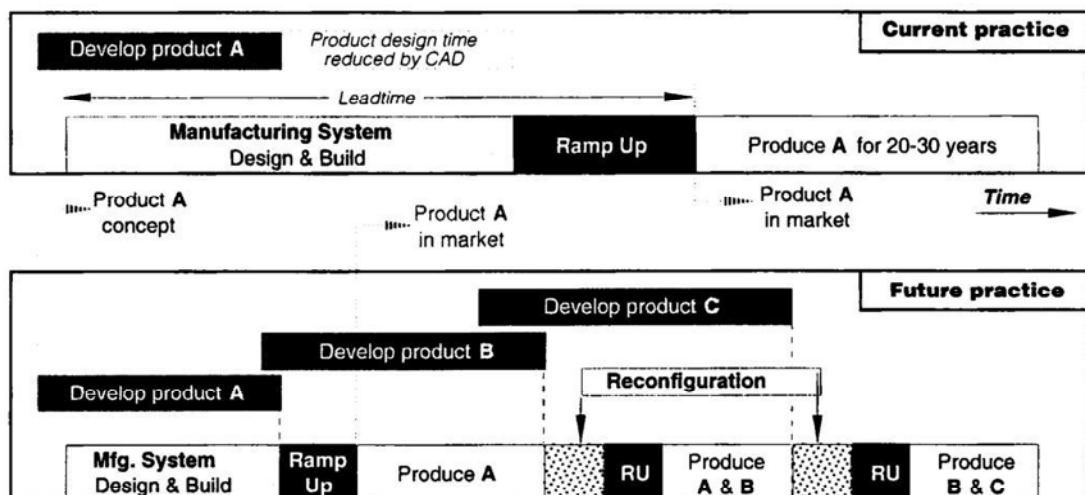 Current practice
Develop product A
Product design time
reduced by CAD
Leadtime
Manufacturing System
Design & Build
Ramp Up
Produce A for 20-30 years
Product A
concept
Product A
in market
Product A
in market
Time
Future practice
Develop product C
Develop product B
Develop product A
Reconfiguration
Mfg. System
Design & Build
Ramp
Up
Produce A
RU
Produce
A & B
RU
Produce
B & C